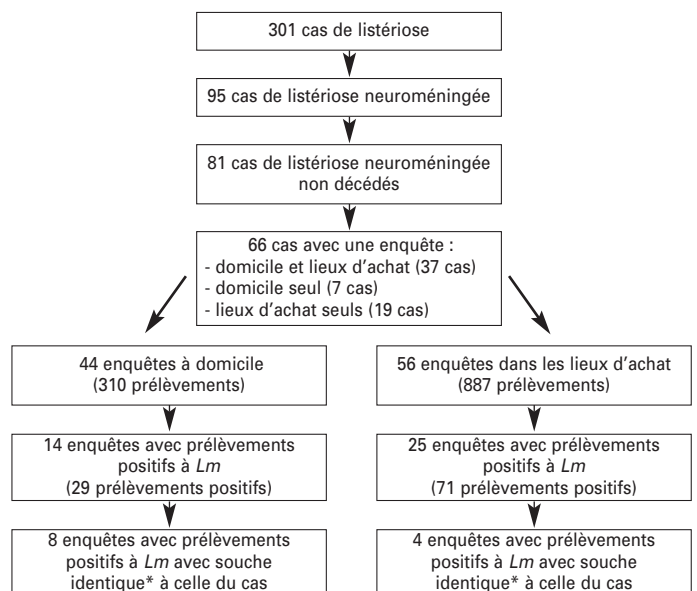 301 cas de listériose
95 cas de listériose neuroméningée
81 cas de listériose neuroméningée
non décédés
66 cas avec une enquête :
- domicile et lieux d'achat (37 cas)
- domicile seul (7 cas)
- lieux d'achat seuls (19 cas)
44 enquêtes à domicile
(310 prélèvements)
56 enquêtes dans les lieux d'achat
(887 prélèvements)
14 enquêtes avec prélèvements
positifs à Lm
(29 prélèvements positifs)
25 enquêtes avec prélèvements
positifs à Lm
(71 prélèvements positifs)
8 enquêtes avec prélèvements
positifs à Lm avec souche
identique* à celle du cas
4 enquêtes avec prélèvements
positifs à Lm avec souche
identique* à celle du cas